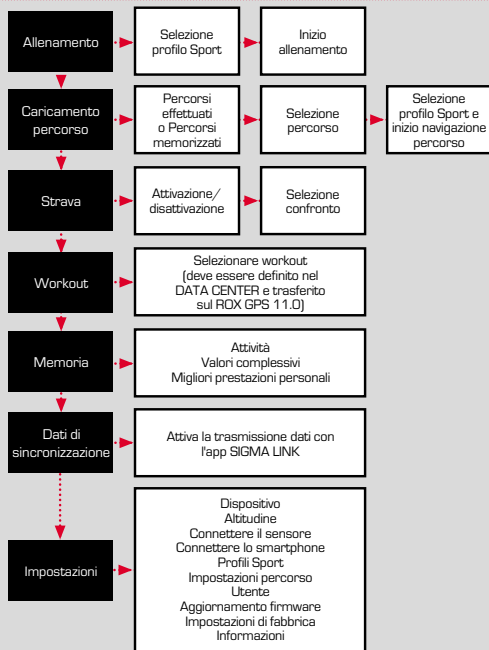 Allenamento
Selezione
profilo Sport
Inizio
allenamento
Caricamento
percorso
Percorsi
effettuati
o Percorsi
memorizzati
Selezione
percorso
Selezione
profilo Sport e
inizio navigazione
percorso
Strava
Attivazione/
disattivazione
Selezione
confronto
Workout
Selezionare workout
(deve essere definito nel
DATA CENTER e trasferito
sul ROX GPS 11.0)
Memoria
Attività
Valori complessivi
Migliori prestazioni personali
Dati di
sincronizzazione
Attiva la trasmissione dati con
l'app SIGMA LINK
Impostazioni
Dispositivo
Altitudine
Connettere il sensore
Connettere lo smartphone
Profili Sport
Impostazioni percorso
Utente
Aggiornamento firmware
Impostazioni di fabbrica
Informazioni